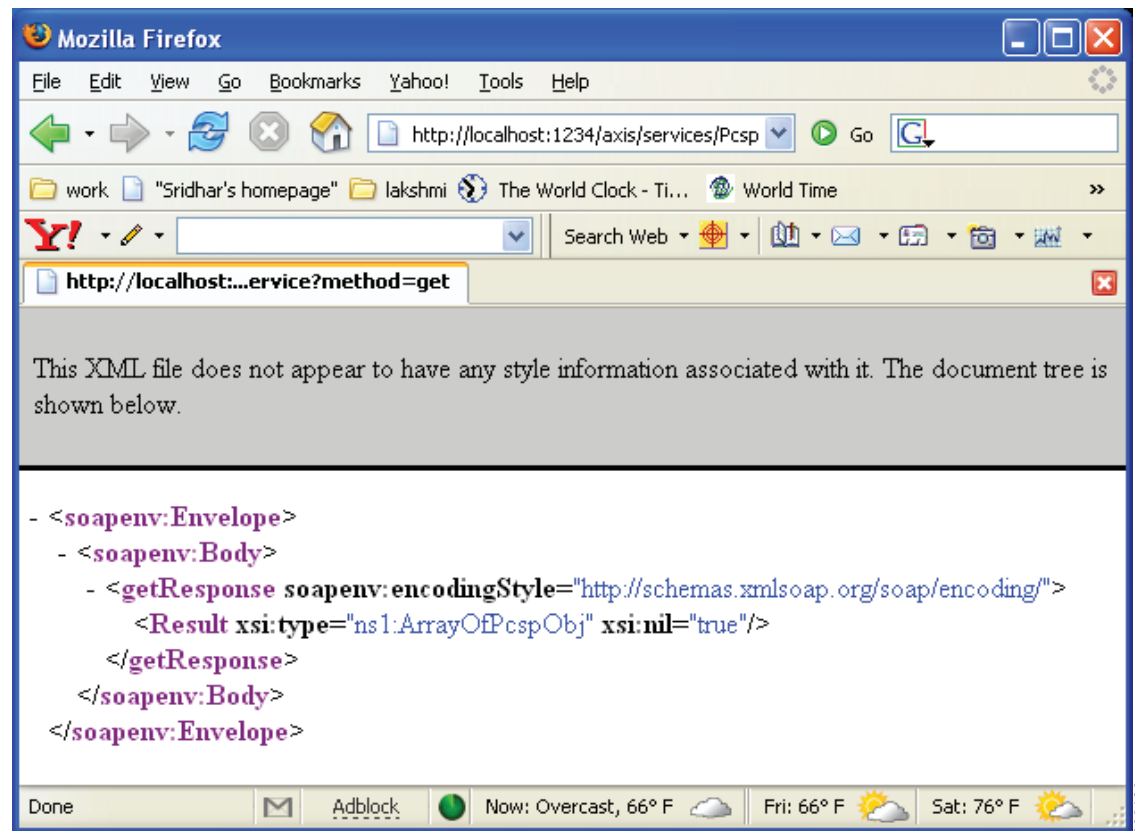 Mozilla Firefox
File Edit View Go Bookmarks Yahoo! Tools Help
http://localhost:1234/axis/services/Pcsp Go G
work "Sridhar's homepage" lakshmi The World Clock - Ti... World Time »
Y! Search Web
http://localhost:...ervice?method=get
This XML file does not appear to have any style information associated with it. The document tree is
shown below.
- <soapenv:Envelope>
- <soapenv:Body>
- <getResponse soapenv:encodingStyle="http://schemas.xmlsoap.org/soap/encoding/">
<Result xsi:type="ns1:ArrayOfPcspObj" xsi:nil="true"/>
</getResponse>
</soapenv:Body>
</soapenv:Envelope>
Done Adblock Now: Overcast, 66° F Fri: 66° F Sat: 76° F